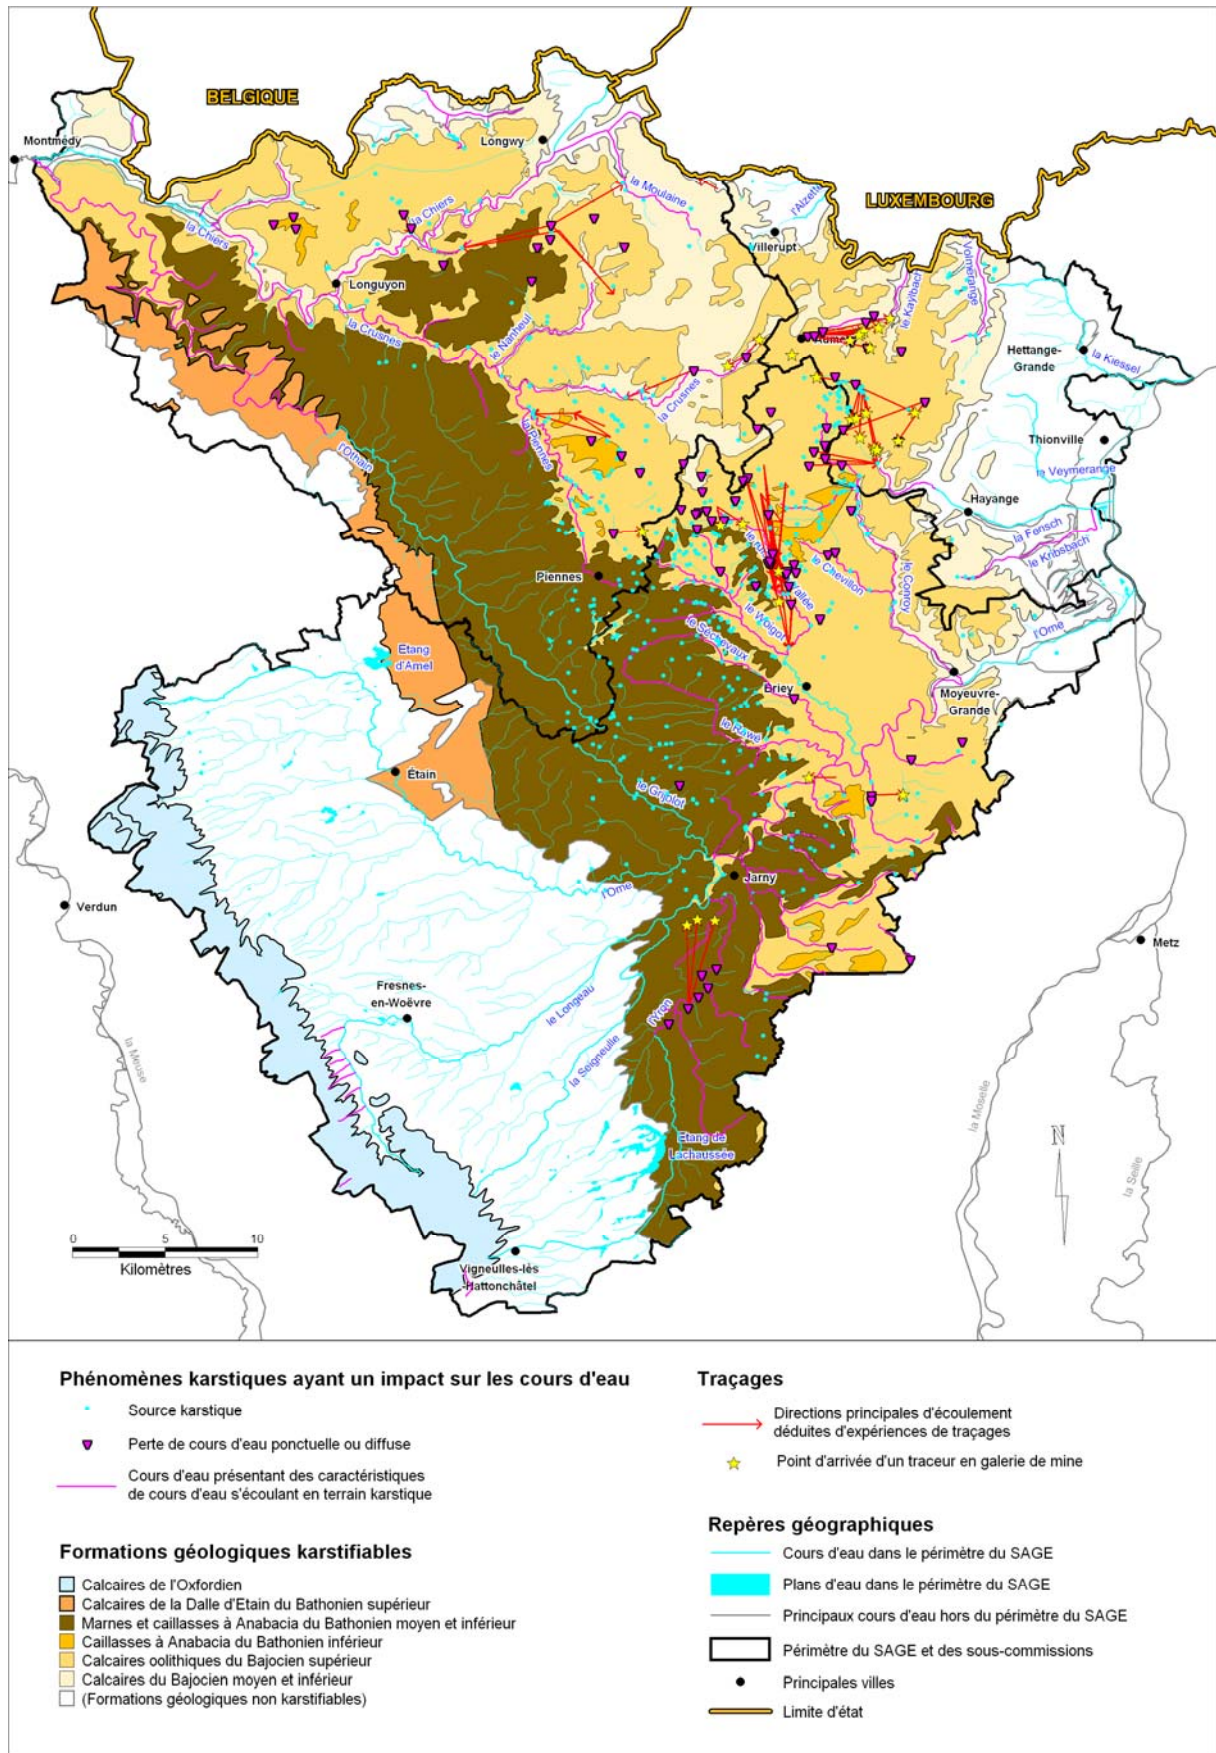 BELGIQUE
Montmédy
Longwy
la Moulaine
l'Alzette
LUXEMBOURG
Villerupt
la Chiers
la Chiers
Longuyon
la Crusnes
le Nanheul
le Kaylbach
Volmerange
Hettange-
Grande
la Kiessel
la Crusnes
la Piennes
Thionville
le Veymerange
l'Othain
Hayange
la Fensch
le Kribsbach
le Chevillon
le Conroy
Vallée
Piennes
le Woigot
l'Orne
Etang
d'Amel
Briey
Moyeuvre-
Grande
le Rawé
Étain
le Grijolot
Jarny
l'Orne
Verdun
Metz
Fresnes-
en-Woëvre
le Longeau
l'Yron
la Seigneulle
la Meuse
la Moselle
la Seille
N
Etang de
Lachaussée
0 5 10
Kilomètres
Vigneulles-lès
-Hattonchâtel
Phénomènes karstiques ayant un impact sur les cours d'eau
Source karstique
Perte de cours d'eau ponctuelle ou diffuse
Cours d'eau présentant des caractéristiques
de cours d'eau s'écoulant en terrain karstique
Formations géologiques karstifiables
Calcaires de l'Oxfordien
Calcaires de la Dalle d'Etain du Bathonien supérieur
Marnes et caillasses à Anabacia du Bathonien moyen et inférieur
Caillasses à Anabacia du Bathonien inférieur
Calcaires oolithiques du Bajocien supérieur
Calcaires du Bajocien moyen et inférieur
(Formations géologiques non karstifiables)
Traçages
Directions principales d'écoulement
déduites d'expériences de traçages
Point d'arrivée d'un traceur en galerie de mine
Repères géographiques
Cours d'eau dans le périmètre du SAGE
Plans d'eau dans le périmètre du SAGE
Principaux cours d'eau hors du périmètre du SAGE
Périmètre du SAGE et des sous-commissions
Principales villes
Limite d'état